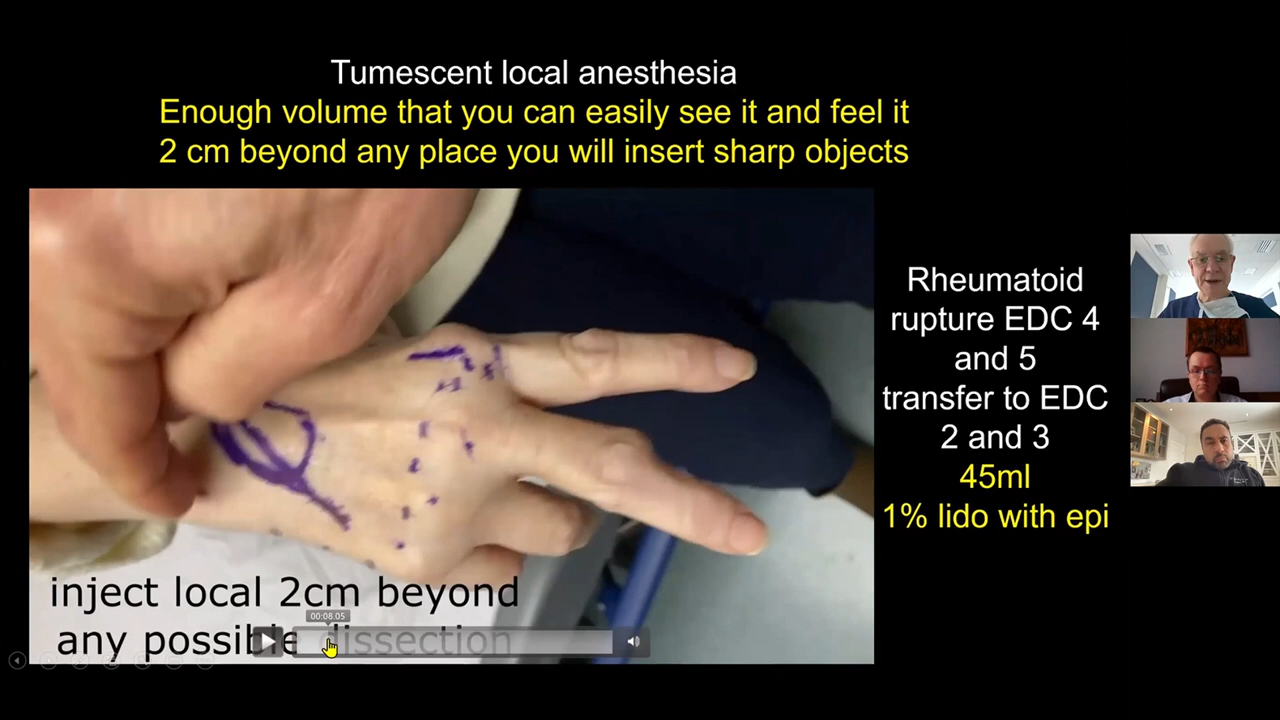 Tumescent local anesthesia
Enough volume that you can easily see it and feel it
2 cm beyond any place you will insert sharp objects
Rheumatoid
rupture EDC 4
and 5
transfer to EDC
2 and 3
45ml
1% lido with epi
inject local 2cm beyond
any possible dissection
00:08.05